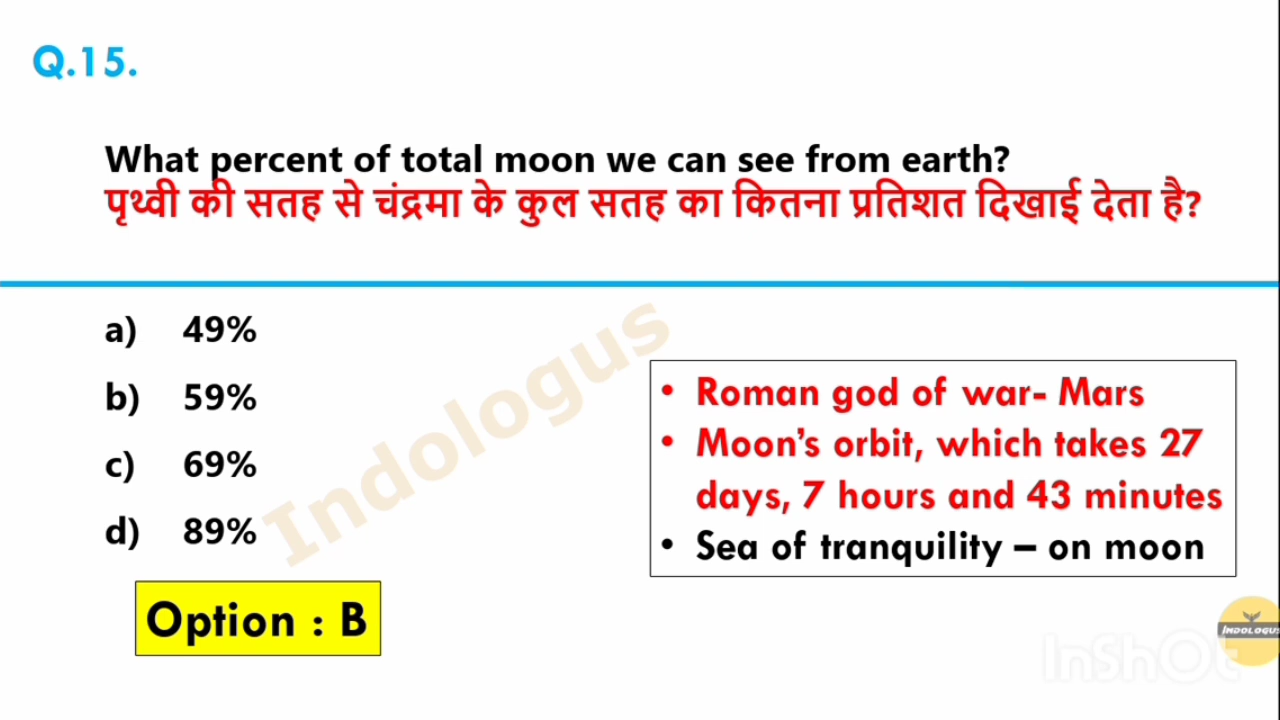 Q.15.
What percent of total moon we can see from earth?
पृथ्वी की सतह से चंद्रमा के कुल सतह का कितना प्रतिशत दिखाई देता है?
a) 49%
b) 59%
c) 69%
d) 89%
Option : B
• Roman god of war- Mars
• Moon’s orbit, which takes 27
days, 7 hours and 43 minutes
• Sea of tranquility – on moon
Indologus
INDOLOGUS
InShOt